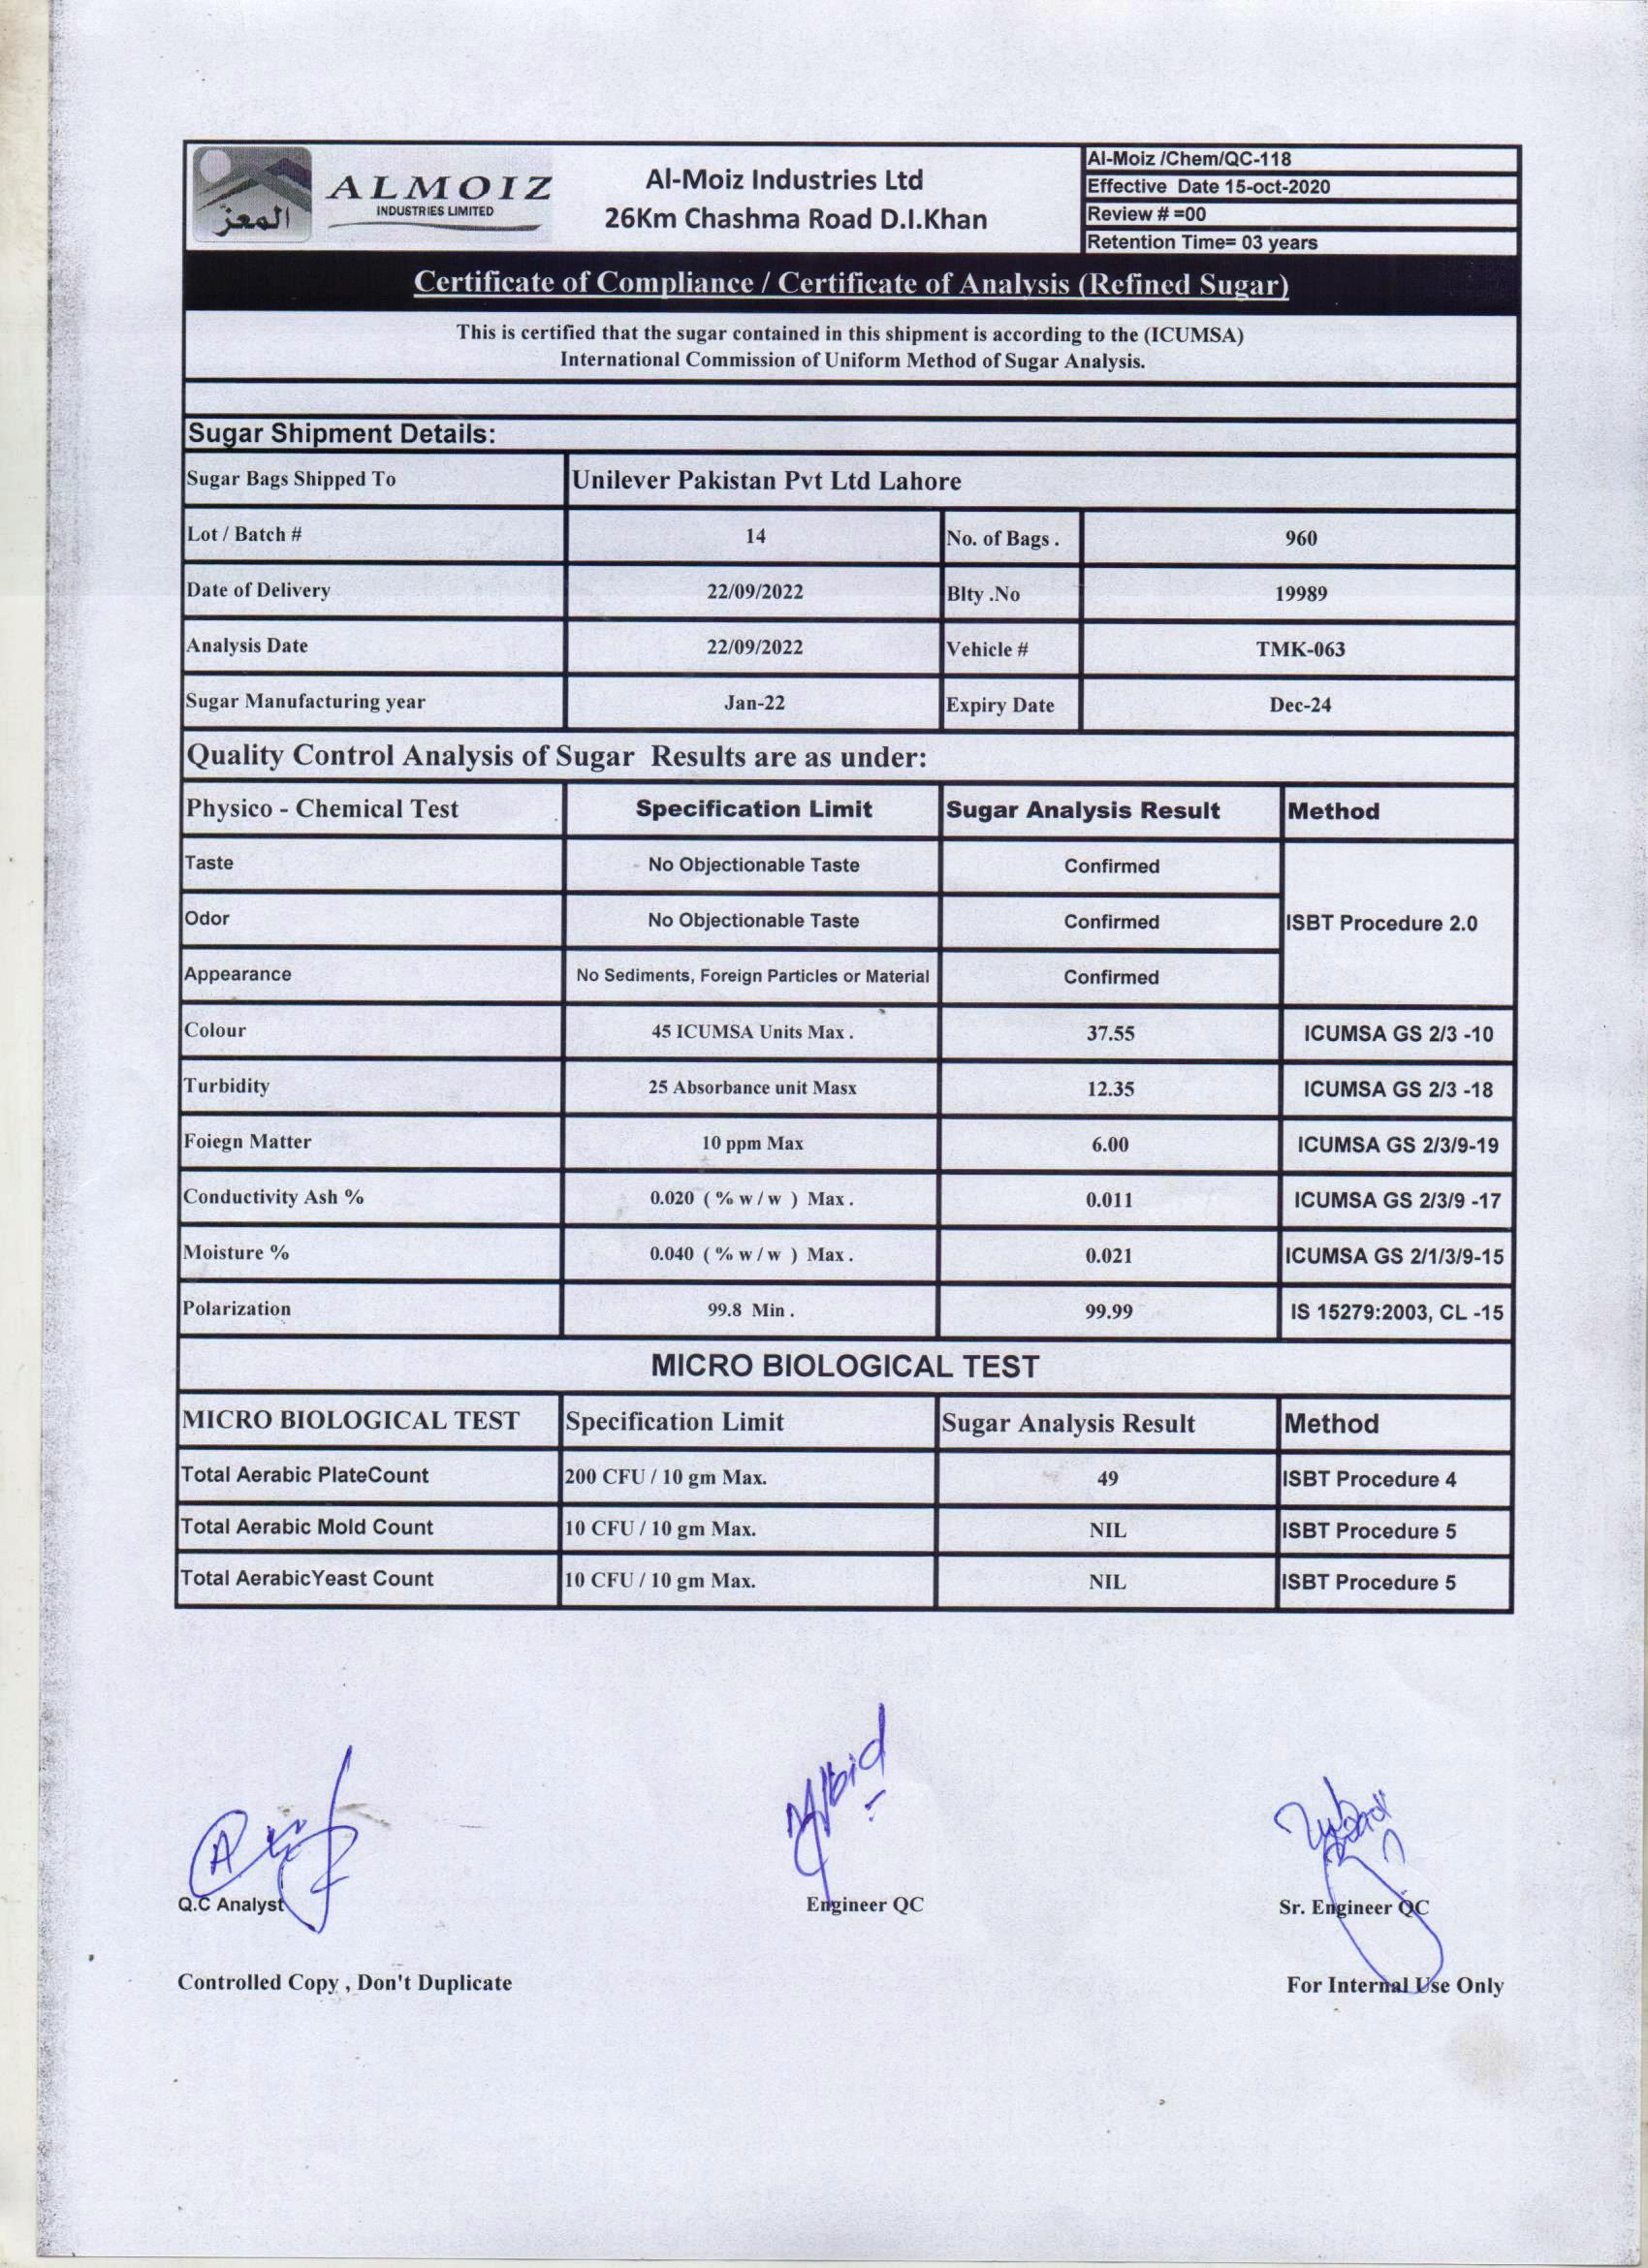 ALMOIZ
INDUSTRIES LIMITED
المعز
Al-Moiz Industries Ltd
26Km Chashma Road D.I.Khan
Al-Moiz /Chem/QC-118
Effective Date 15-oct-2020
Review # =00
Retention Time= 03 years
Certificate of Compliance / Certificate of Analysis (Refined Sugar)
This is certified that the sugar contained in this shipment is according to the (ICUMSA)
International Commission of Uniform Method of Sugar Analysis.
Sugar Shipment Details:
Sugar Bags Shipped To Unilever Pakistan Pvt Ltd Lahore
Lot / Batch # 14 No. of Bags . 960
Date of Delivery 22/09/2022 Blty .No 19989
Analysis Date 22/09/2022 Vehicle # TMK-063
Sugar Manufacturing year Jan-22 Expiry Date Dec-24
Quality Control Analysis of Sugar Results are as under:
Physico - Chemical Test Specification Limit Sugar Analysis Result Method
Taste No Objectionable Taste Confirmed
Odor No Objectionable Taste Confirmed ISBT Procedure 2.0
Appearance No Sediments, Foreign Particles or Material Confirmed
Colour 45 ICUMSA Units Max . 37.55 ICUMSA GS 2/3 -10
Turbidity 25 Absorbance unit Masx 12.35 ICUMSA GS 2/3 -18
Foiegn Matter 10 ppm Max 6.00 ICUMSA GS 2/3/9-19
Conductivity Ash % 0.020 ( % w / w ) Max . 0.011 ICUMSA GS 2/3/9 -17
Moisture % 0.040 ( % w / w ) Max . 0.021 ICUMSA GS 2/1/3/9-15
Polarization 99.8 Min . 99.99 IS 15279:2003, CL -15
MICRO BIOLOGICAL TEST
MICRO BIOLOGICAL TEST Specification Limit Sugar Analysis Result Method
Total Aerabic PlateCount 200 CFU / 10 gm Max. 49 ISBT Procedure 4
Total Aerabic Mold Count 10 CFU / 10 gm Max. NIL ISBT Procedure 5
Total AerabicYeast Count 10 CFU / 10 gm Max. NIL ISBT Procedure 5
Q.C Analyst Engineer QC Sr. Engineer QC
Controlled Copy , Don't Duplicate For Internal Use Only